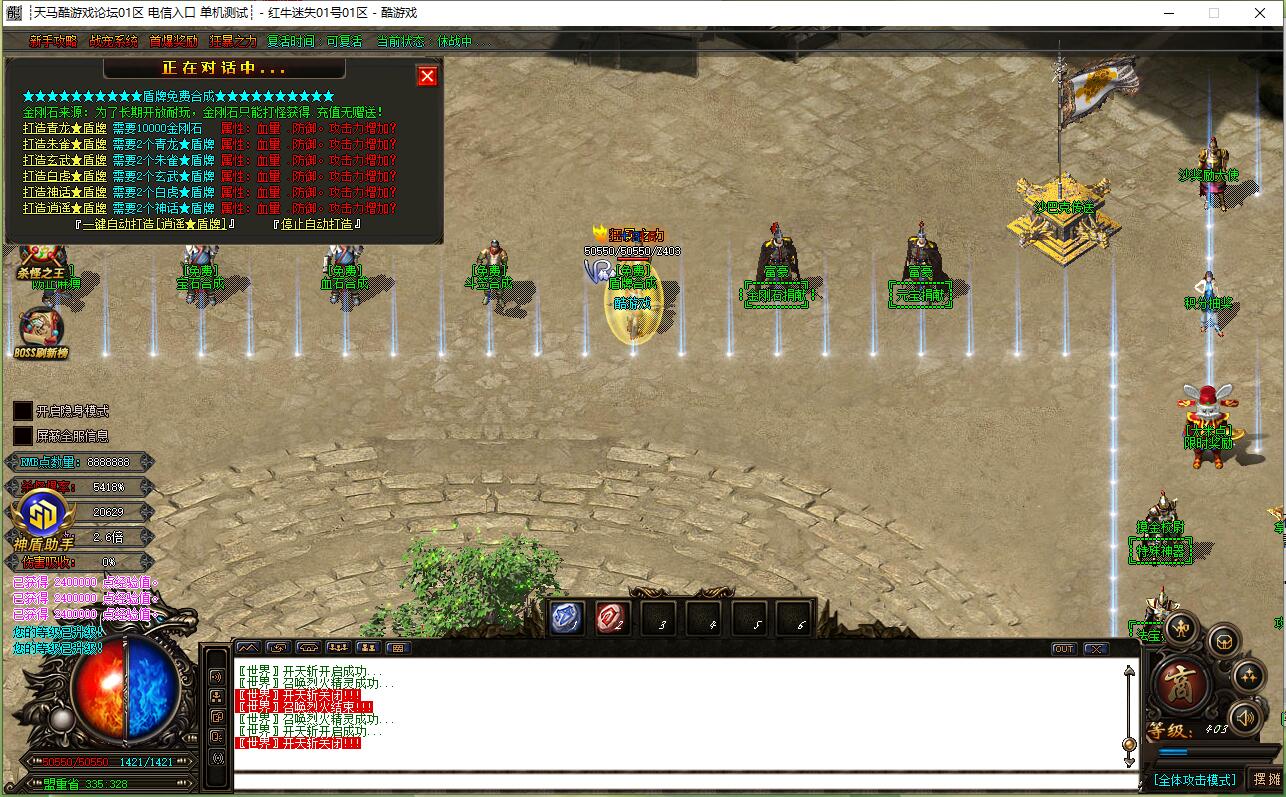 天马酷游戏论坛01区 电信入口 单机测试┊ - 红牛迷失01号01区 - 酷游戏
新手攻略 战宠系统 首爆奖励 狂暴之力 复活时间: 可复活 当前状态: 休战中
正在对话中...
★★★★★★★★★★盾牌免费合成★★★★★★★★★★
金刚石来源: 为了长期开放耐玩, 金刚石只能打怪获得 充值无赠送!
打造青龙★盾牌 需要10000金刚石 属性: 血量 .防御。攻击力增加?
打造朱雀★盾牌 需要2个青龙★盾牌 属性: 血量 .防御。攻击力增加?
打造玄武★盾牌 需要2个朱雀★盾牌 属性: 血量 .防御。攻击力增加?
打造白虎★盾牌 需要2个玄武★盾牌 属性: 血量 .防御。攻击力增加?
打造神话★盾牌 需要2个白虎★盾牌 属性: 血量 .防御。攻击力增加?
打造逍遥★盾牌 需要2个神话★盾牌 属性: 血量 .防御。攻击力增加?
『一键自动打造[逍遥★盾牌]』 『停止自动打造』
沙奖励大使
沙巴克传送
狂暴之力
50550/50550/Z403
杀怪之王
[免费]
宝石合成
[免费]
血石合成
[免费]
斗笠合成
[免费]
盾牌合成
酷游戏
富豪
金刚石捐献
富豪
元宝捐献
积分抽奖
BOSS刷新榜
开启隐身模式
屏蔽全服信息
限时奖励
RMB点数量: 8888888
5418%
20629
2.6倍
神盾助手
伤害吸收: 0%
摸金校尉
特殊神器
已获得 2400000 点经验值。
已获得 2400000 点经验值。
已获得 2400000 点经验值。
您的等级已升级!
您的等级已升级!
1 2 3 4 5 6
OUT
〖世界〗开天斩开启成功...
〖世界〗召唤烈火精灵成功...
〖世界〗开天斩关闭!!!
〖世界〗召唤烈火结束!!!
〖世界〗召唤烈火精灵成功...
〖世界〗开天斩开启成功...
〖世界〗开天斩关闭!!!
商
等级: 403
50550/50550 1421/1421
盟重省 335:328
[全体攻击模式] 摆摊